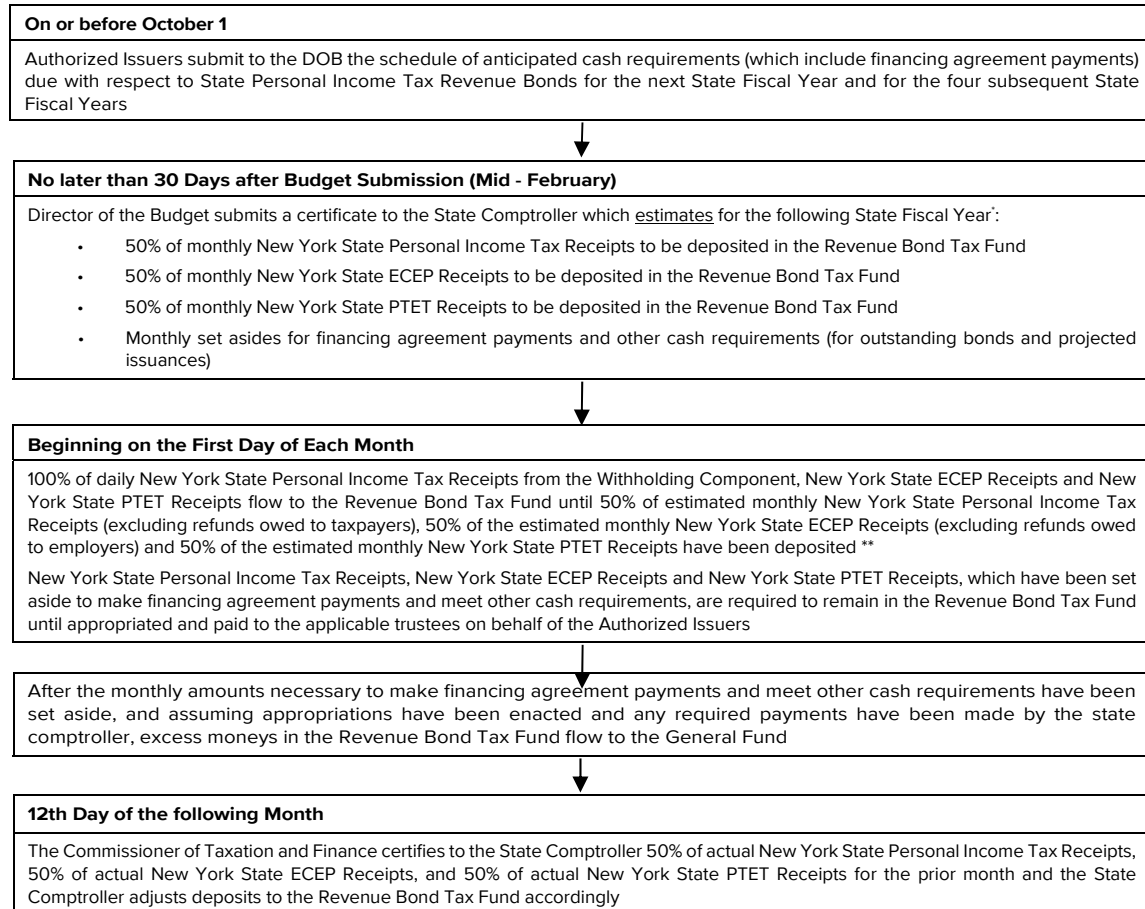 On or before October 1
Authorized Issuers submit to the DOB the schedule of anticipated cash requirements (which include financing agreement payments)
due with respect to State Personal Income Tax Revenue Bonds for the next State Fiscal Year and for the four subsequent State
Fiscal Years
No later than 30 Days after Budget Submission (Mid - February)
Director of the Budget submits a certificate to the State Comptroller which estimates for the following State Fiscal Year*:
• 50% of monthly New York State Personal Income Tax Receipts to be deposited in the Revenue Bond Tax Fund
• 50% of monthly New York State ECEP Receipts to be deposited in the Revenue Bond Tax Fund
• 50% of monthly New York State PTET Receipts to be deposited in the Revenue Bond Tax Fund
• Monthly set asides for financing agreement payments and other cash requirements (for outstanding bonds and projected
issuances)
Beginning on the First Day of Each Month
100% of daily New York State Personal Income Tax Receipts from the Withholding Component, New York State ECEP Receipts and New
York State PTET Receipts flow to the Revenue Bond Tax Fund until 50% of estimated monthly New York State Personal Income Tax
Receipts (excluding refunds owed to taxpayers), 50% of the estimated monthly New York State ECEP Receipts (excluding refunds owed
to employers) and 50% of the estimated monthly New York State PTET Receipts have been deposited **
New York State Personal Income Tax Receipts, New York State ECEP Receipts and New York State PTET Receipts, which have been set
aside to make financing agreement payments and meet other cash requirements, are required to remain in the Revenue Bond Tax Fund
until appropriated and paid to the applicable trustees on behalf of the Authorized Issuers
After the monthly amounts necessary to make financing agreement payments and meet other cash requirements have been
set aside, and assuming appropriations have been enacted and any required payments have been made by the state
comptroller, excess moneys in the Revenue Bond Tax Fund flow to the General Fund
12th Day of the following Month
The Commissioner of Taxation and Finance certifies to the State Comptroller 50% of actual New York State Personal Income Tax Receipts,
50% of actual New York State ECEP Receipts, and 50% of actual New York State PTET Receipts for the prior month and the State
Comptroller adjusts deposits to the Revenue Bond Tax Fund accordingly